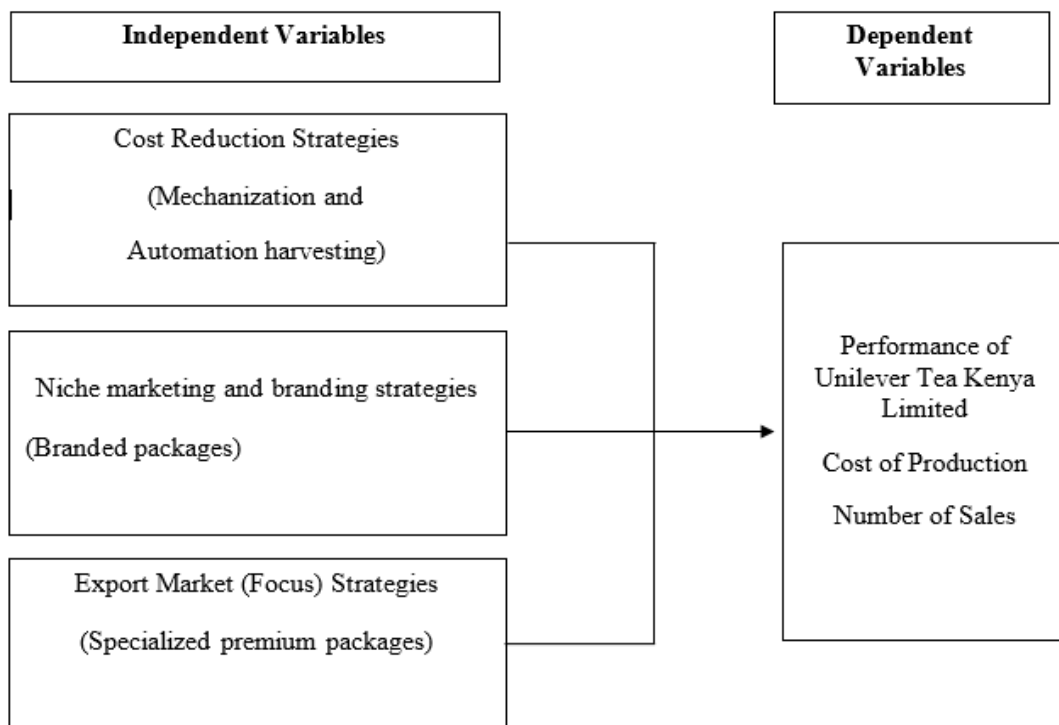 Independent Variables
Dependent
Variables
Cost Reduction Strategies
(Mechanization and
Automation harvesting)
Niche marketing and branding strategies
(Branded packages)
Export Market (Focus) Strategies
(Specialized premium packages)
Performance of
Unilever Tea Kenya
Limited
Cost of Production
Number of Sales